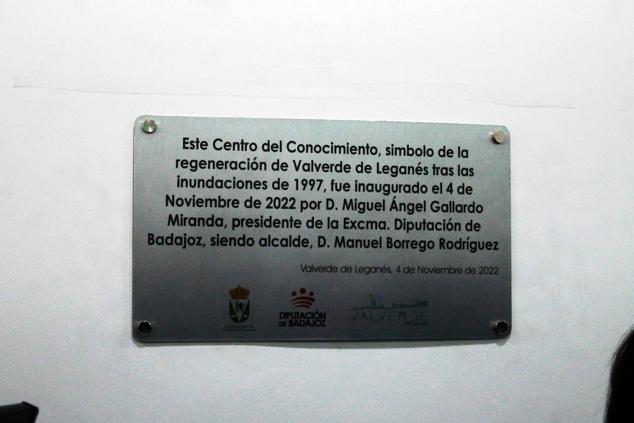 Este Centro del Conocimiento, simbolo de la
regeneración de Valverde de Leganés tras las
inundaciones de 1997, fue inaugurado el 4 de
Noviembre de 2022 por D. Miguel Ángel Gallardo
Miranda, presidente de la Excma. Diputación de
Badajoz, siendo alcalde, D. Manuel Borrego Rodríguez
Valverde de Leganés, 4 de Noviembre de 2022
DIPUTACIÓN
DE BADAJOZ
VALVERDE